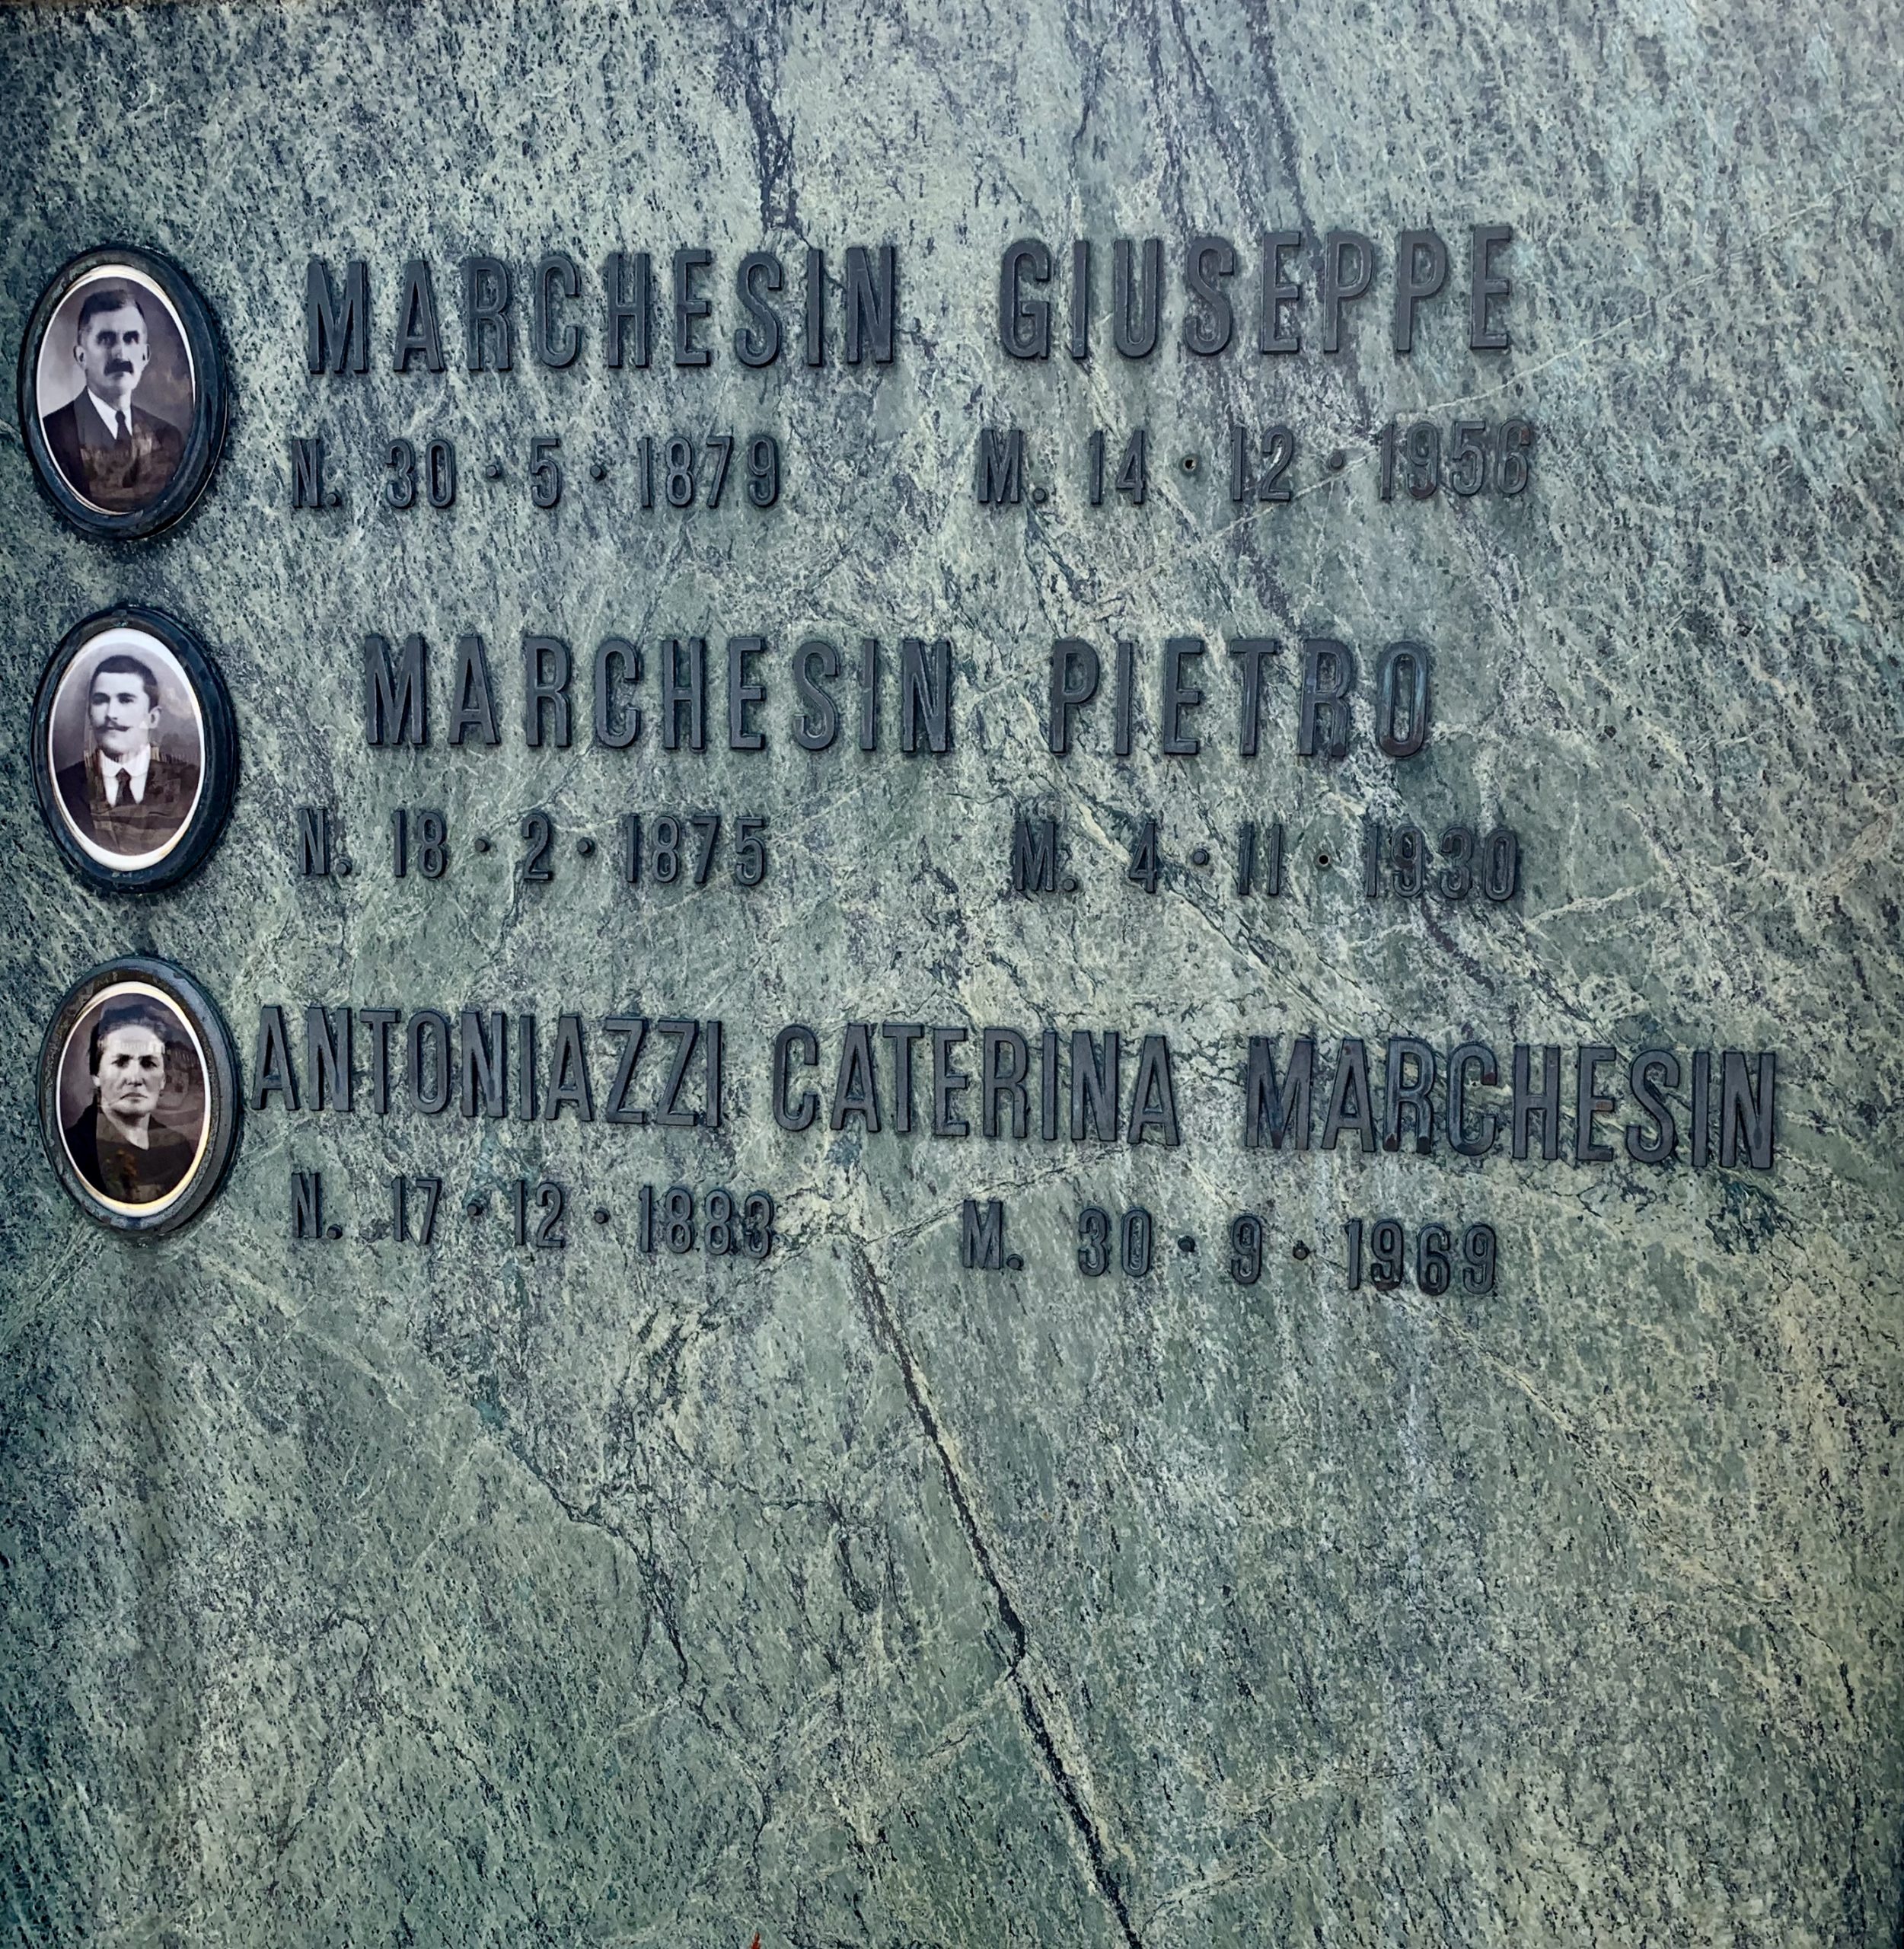 MARCHESIN GIUSEPPE
N. 30·5·1879 M. 14·12·1956
MARCHESIN PIETRO
N. 18·2·1875 M. 4·11·1930
ANTONIAZZI CATERINA MARCHESIN
N. 17·12·1883 M. 30·9·1969